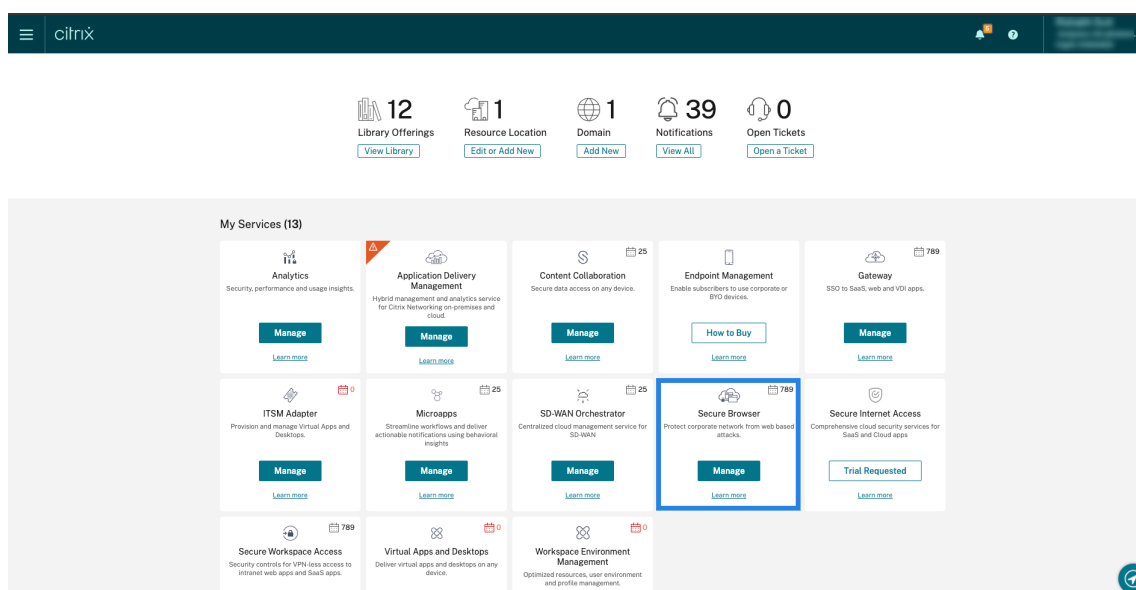 citrix
5
12
Library Offerings
View Library
1
Resource Location
Edit or Add New
1
Domain
Add New
39
Notifications
View All
0
Open Tickets
Open a Ticket
My Services (13)
Analytics
Security, performance and usage insights.
Manage
Learn more
Application Delivery
Management
Hybrid management and analytics service
for Citrix Networking on-premises and
cloud.
Manage
Learn more
25
Content Collaboration
Secure data access on any device.
Manage
Learn more
Endpoint Management
Enable subscribers to use corporate or
BYO devices.
How to Buy
Learn more
789
Gateway
SSO to SaaS, web and VDI apps.
Manage
Learn more
0
ITSM Adapter
Provision and manage Virtual Apps and
Desktops.
Manage
Learn more
25
Microapps
Streamline workflows and deliver
actionable notifications using behavioral
insights
Manage
Learn more
25
SD-WAN Orchestrator
Centralized cloud management service for
SD-WAN
Manage
Learn more
789
Secure Browser
Protect corporate network from web based
attacks.
Manage
Learn more
Secure Internet Access
Comprehensive cloud security services for
SaaS and Cloud apps
Trial Requested
Learn more
789
Secure Workspace Access
Security controls for VPN-less access to
intranet web apps and SaaS apps.
0
Virtual Apps and Desktops
Deliver virtual apps and desktops on any
device.
0
Workspace Environment
Management
Optimized resources, user environment
and profile management.